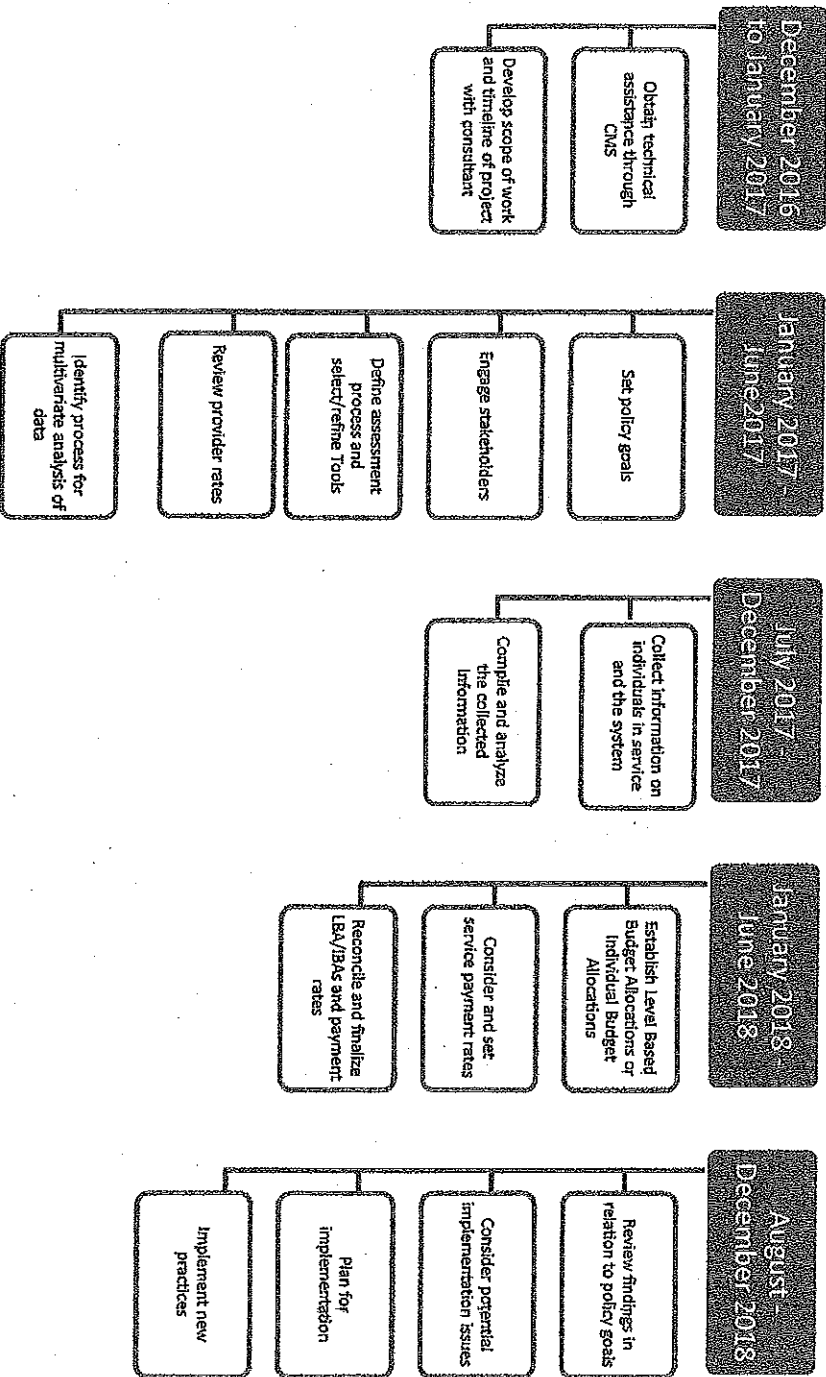 December 2016
to January 2017
Obtain technical
assistance through
CMS
Develop scope of work
and timeline of project
with consultant
January 2017 -
June2017
Set policy goals
Engage stakeholders
Define assessment
process and
select/refine Tools
Review provider rates
Identify process for
multivariate analysis of
data
July 2017 -
December 2017
Collect information on
individuals in service
and the system
Complie and analyze
the collected
Information
January 2018 -
June 2018
Establish Level Based
Budget Allocations or
Individual Budget
Allocations
Consider and set
service payment rates
Reconcile and finalize
LBA/IBAs and payment
rates
August -
December 2018
Review findings in
relation to policy goals
Consider potential
implementation issues
Plan for
implementation
Implement new
practices